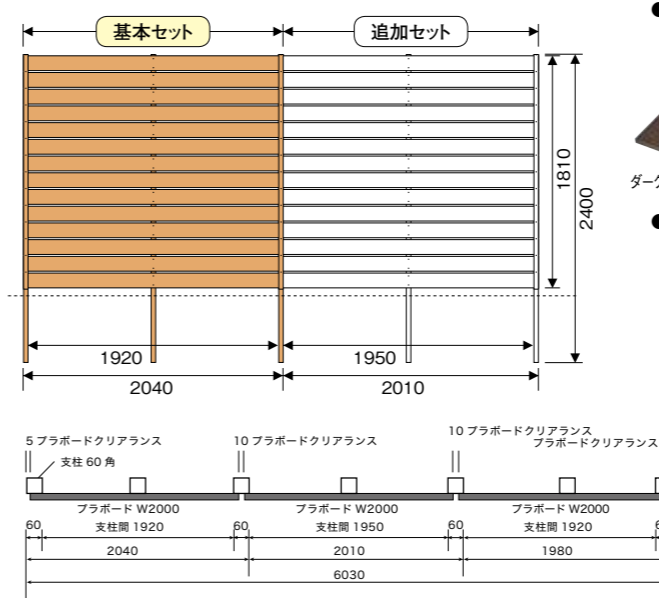 基本セット
追加セット
1810
2400
ダーク
1920
1950
2040
2010
5 プラボードクリアランス
10 プラボードクリアランス
10 プラボードクリアランス
プラボードクリアランス
支柱 60 角
プラボード W2000
プラボード W2000
プラボード W2000
60
支柱間 1920
60
支柱間 1950
60
支柱間 1920
2040
2010
1980
6030